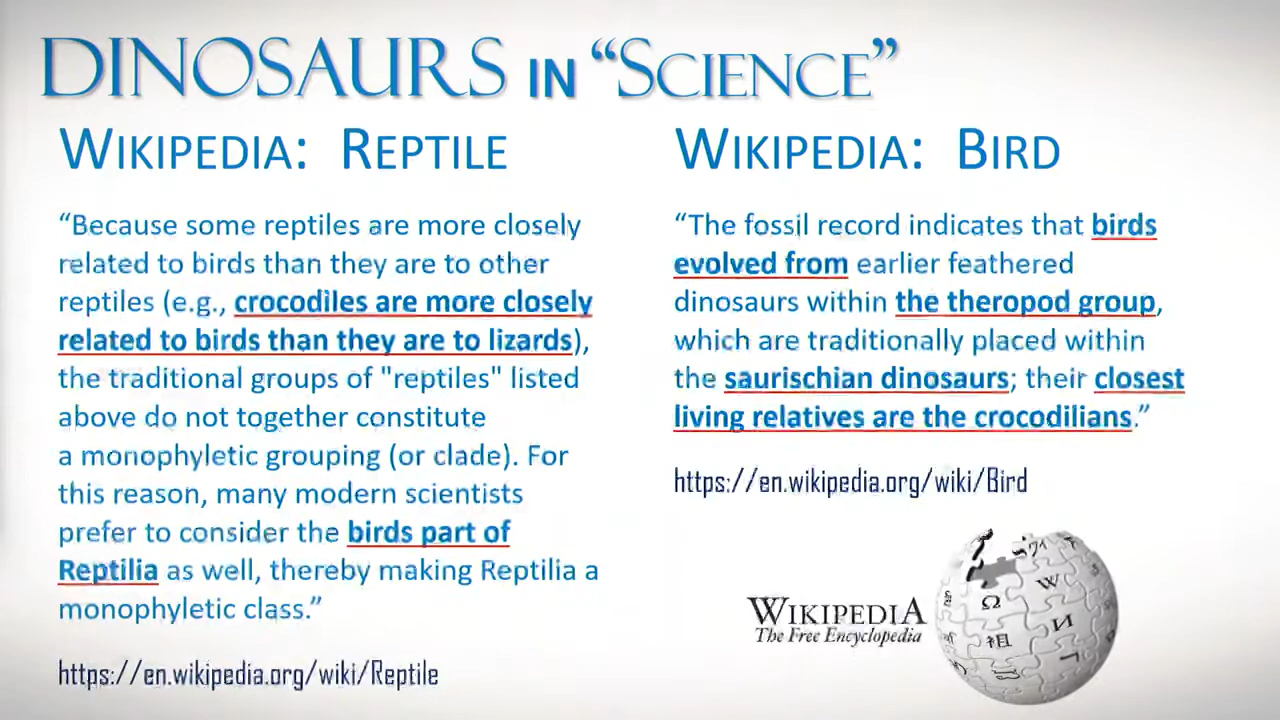 DINOSAURS IN “SCIENCE”
WIKIPEDIA: REPTILE
“Because some reptiles are more closely
related to birds than they are to other
reptiles (e.g., crocodiles are more closely
related to birds than they are to lizards),
the traditional groups of "reptiles" listed
above do not together constitute
a monophyletic grouping (or clade). For
this reason, many modern scientists
prefer to consider the birds part of
Reptilia as well, thereby making Reptilia a
monophyletic class.”
https://en.wikipedia.org/wiki/Reptile
WIKIPEDIA: BIRD
“The fossil record indicates that birds
evolved from earlier feathered
dinosaurs within the theropod group,
which are traditionally placed within
the saurischian dinosaurs; their closest
living relatives are the crocodilians.”
https://en.wikipedia.org/wiki/Bird
WIKIPEDIA
The Free Encyclopedia
Ω
W
И
祖